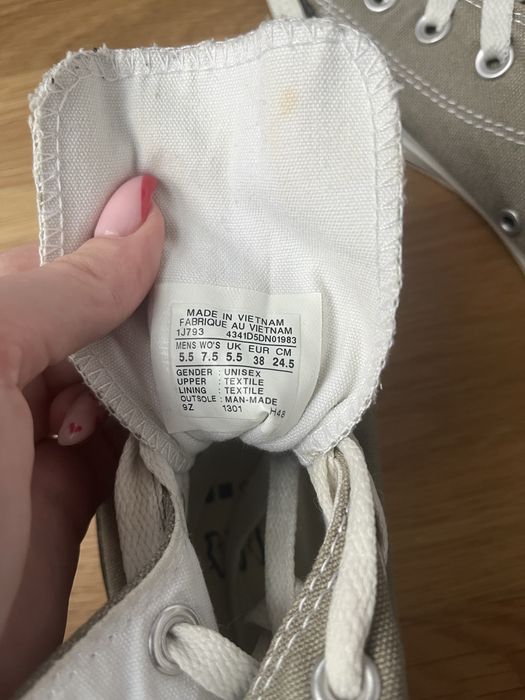 MADE IN VIETNAM
FABRIQUE AU VIETNAM
1J793 4341D5DN01983
MENS WO'S UK EUR CM
5.5 7.5 5.5 38 24.5
GENDER : UNISEX
UPPER : TEXTILE
LINING : TEXTILE
OUTSOLE : MAN-MADE
9Z 1301 H48